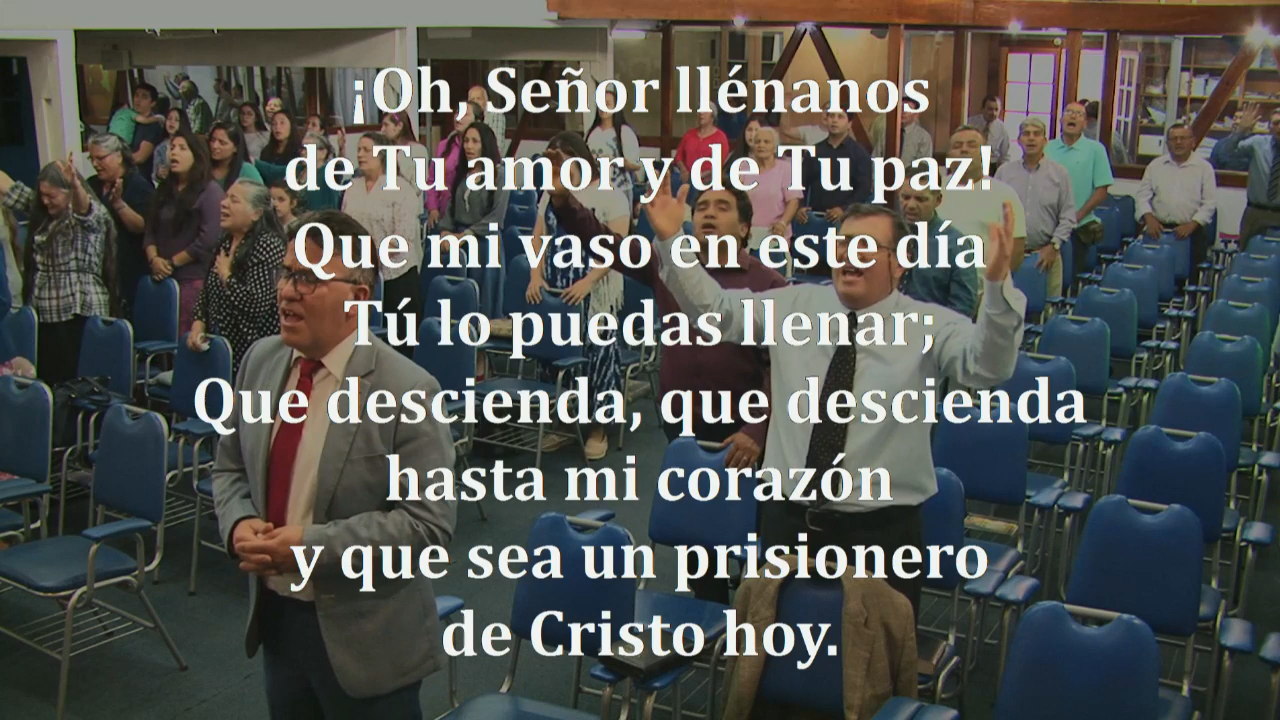 ¡Oh, Señor llénanos
de Tu amor y de Tu paz!
Que mi vaso en este día
Tú lo puedas llenar;
Que descienda, que descienda
hasta mi corazón
y que sea un prisionero
de Cristo hoy.